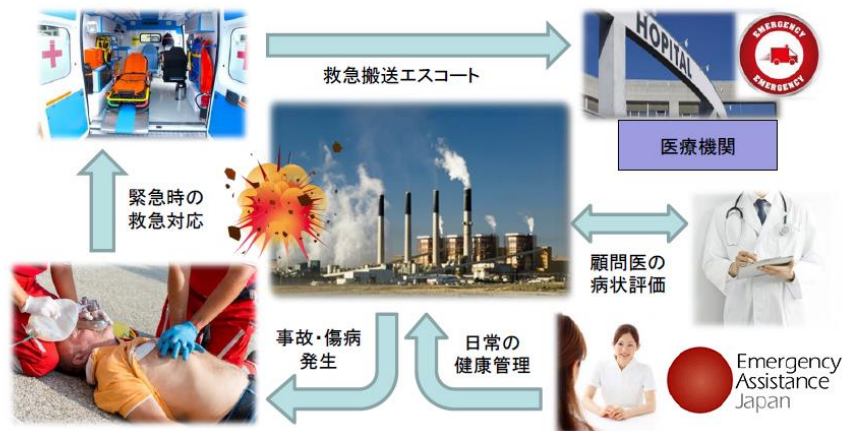 HOPITAL
EMERGENCY
EMERGENCY
救急搬送エスコート
医療機関
緊急時の
救急対応
顧問医の
病状評価
事故・傷病
発生
日常の
健康管理
Emergency
Assistance
Japan